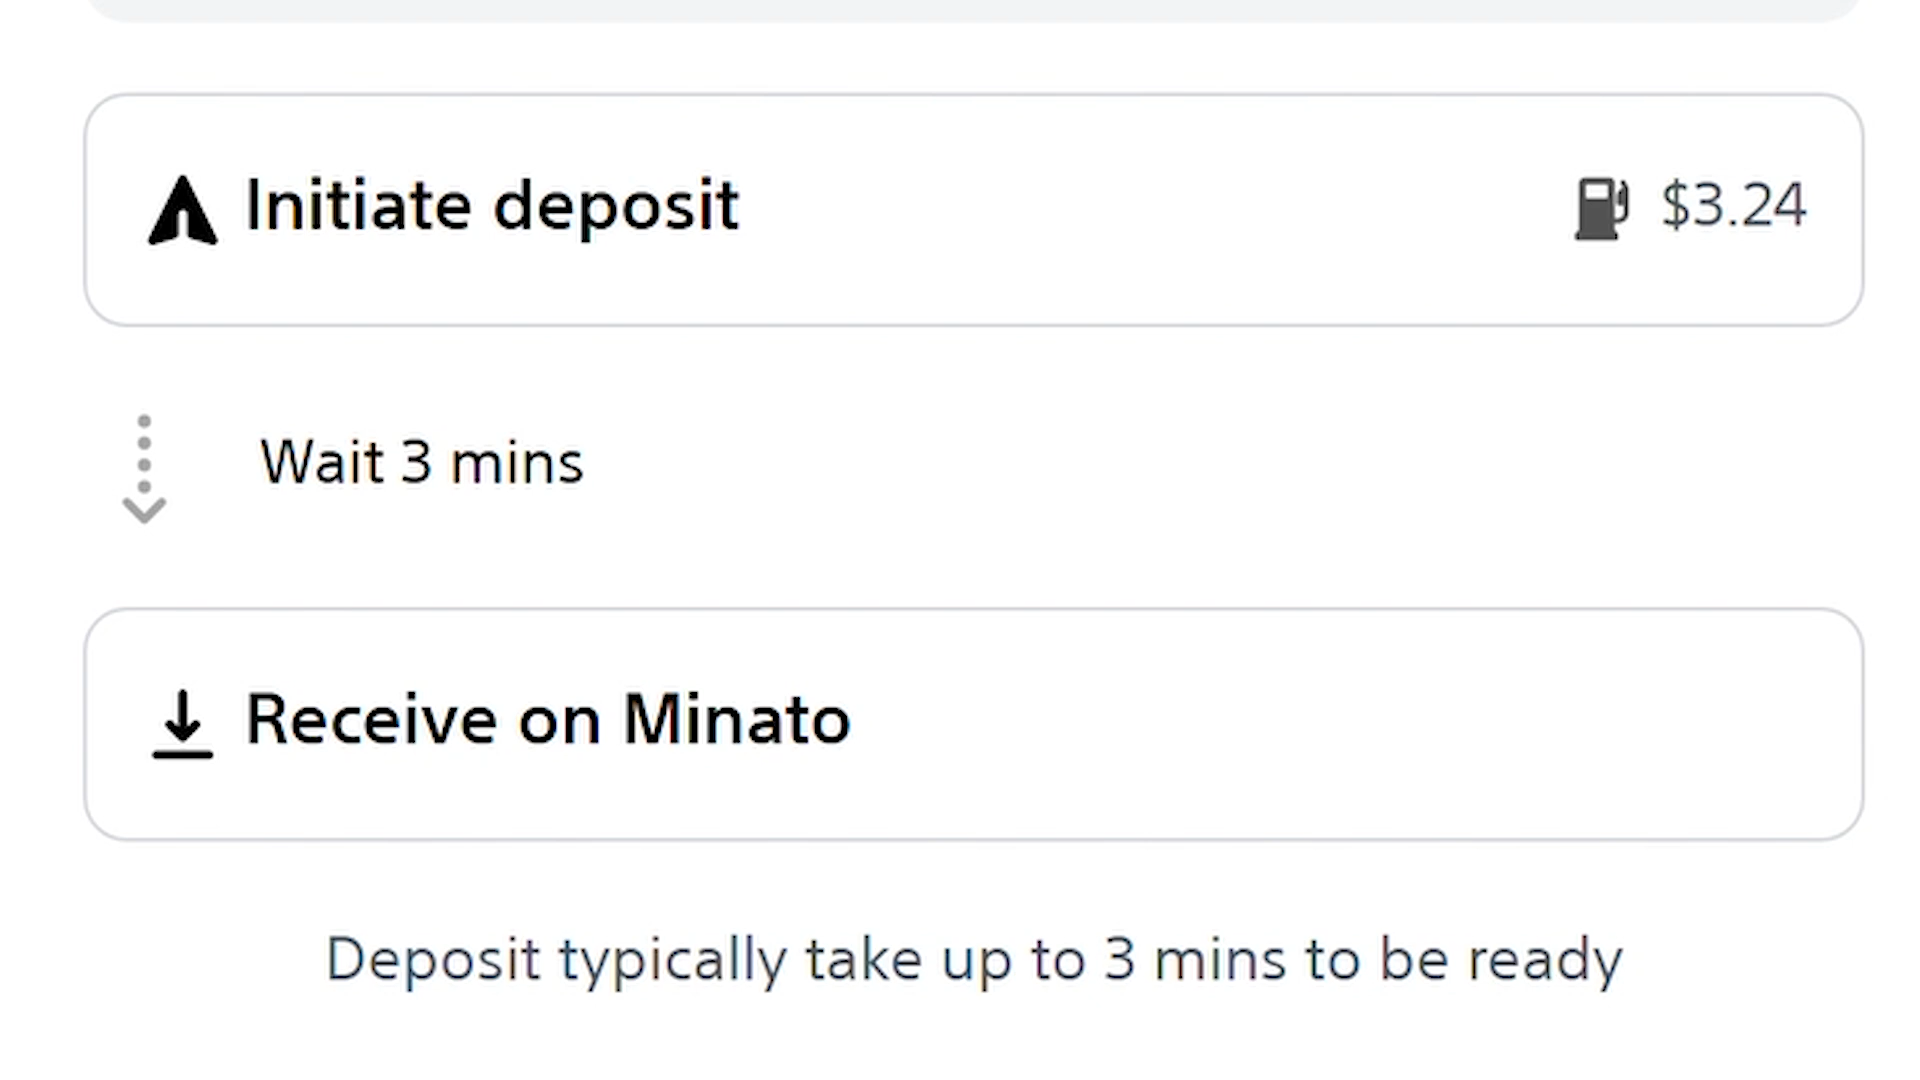 Initiate deposit $3.24
Wait 3 mins
Receive on Minato
Deposit typically take up to 3 mins to be ready